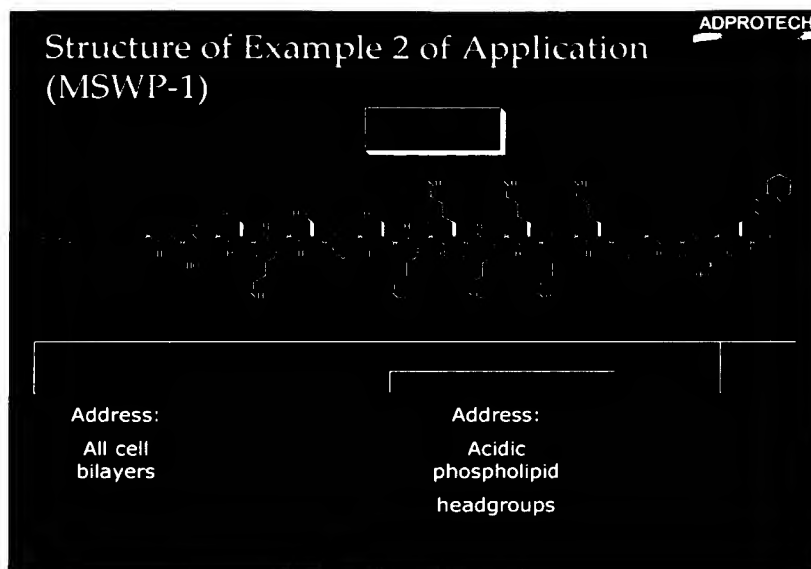 ADPROTECH
Structure of Example 2 of Application
(MSWP-1)
Address:
All cell
bilayers
Address:
Acidic
phospholipid
headgroups